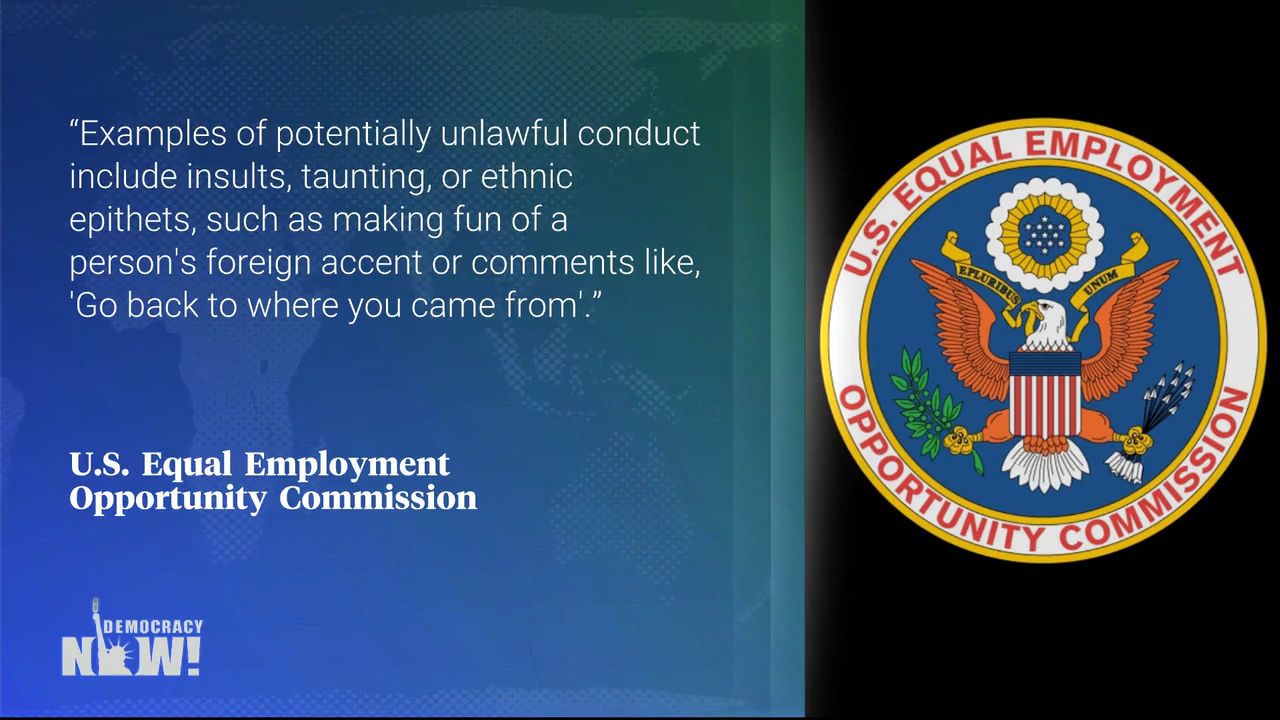 “Examples of potentially unlawful conduct
include insults, taunting, or ethnic
epithets, such as making fun of a
person's foreign accent or comments like,
'Go back to where you came from'.”
U.S. Equal Employment
Opportunity Commission
DEMOCRACY
NOW!
U.S. EQUAL EMPLOYMENT
E PLURIBUS
UNUM
OPPORTUNITY COMMISSION